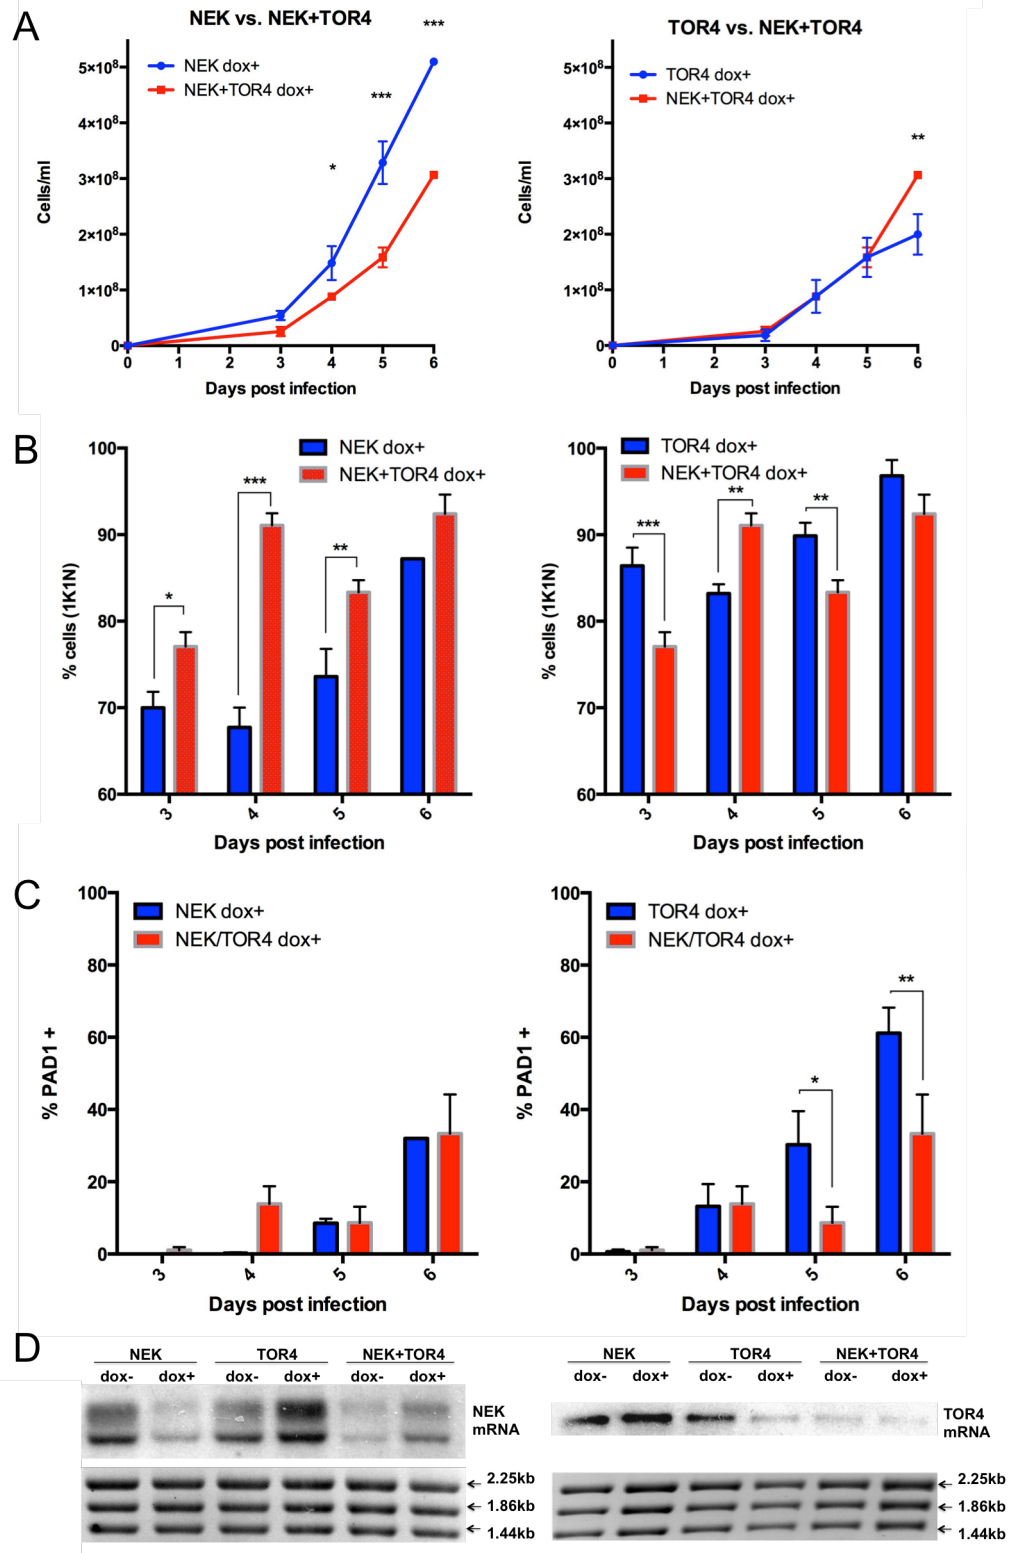 A
NEK vs. NEK+TOR4
***
NEK dox+
NEK+TOR4 dox+
***
*
5×10⁸
4×10⁸
3×10⁸
2×10⁸
1×10⁸
0
Cells/ml
0 1 2 3 4 5 6
Days post infection
TOR4 vs. NEK+TOR4
TOR4 dox+
NEK+TOR4 dox+
**
5×10⁸
4×10⁸
3×10⁸
2×10⁸
1×10⁸
0
Cells/ml
0 1 2 3 4 5 6
Days post infection
B
NEK dox+
NEK+TOR4 dox+
100
90
80
70
60
% cells (1K1N)
*
***
**
3 4 5 6
Days post infection
TOR4 dox+
NEK+TOR4 dox+
100
90
80
70
60
% cells (1K1N)
***
**
**
3 4 5 6
Days post infection
C
NEK dox+
NEK/TOR4 dox+
100
80
60
40
20
0
% PAD1 +
3 4 5 6
Days post infection
TOR4 dox+
NEK/TOR4 dox+
100
80
60
40
20
0
% PAD1 +
*
**
3 4 5 6
Days post infection
D
NEK TOR4 NEK+TOR4
dox- dox+ dox- dox+ dox- dox+
NEK
mRNA
2.25kb
1.86kb
1.44kb
NEK TOR4 NEK+TOR4
dox- dox+ dox- dox+ dox- dox+
TOR4
mRNA
2.25kb
1.86kb
1.44kb